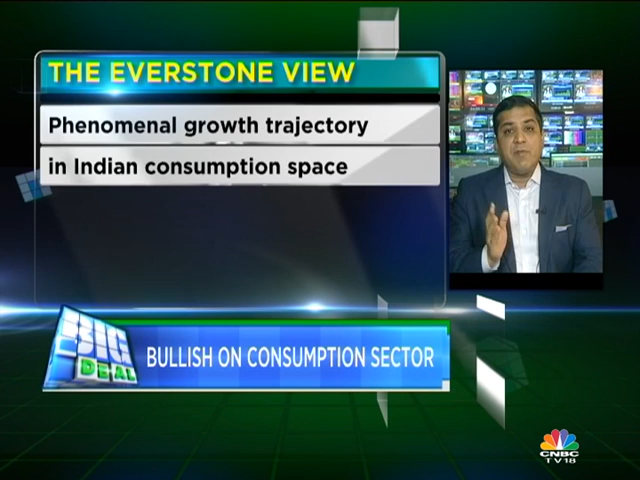 THE EVERSTONE VIEW
Phenomenal growth trajectory
in Indian consumption space
BIG
DEAL
BULLISH ON CONSUMPTION SECTOR
CNBC
TV18